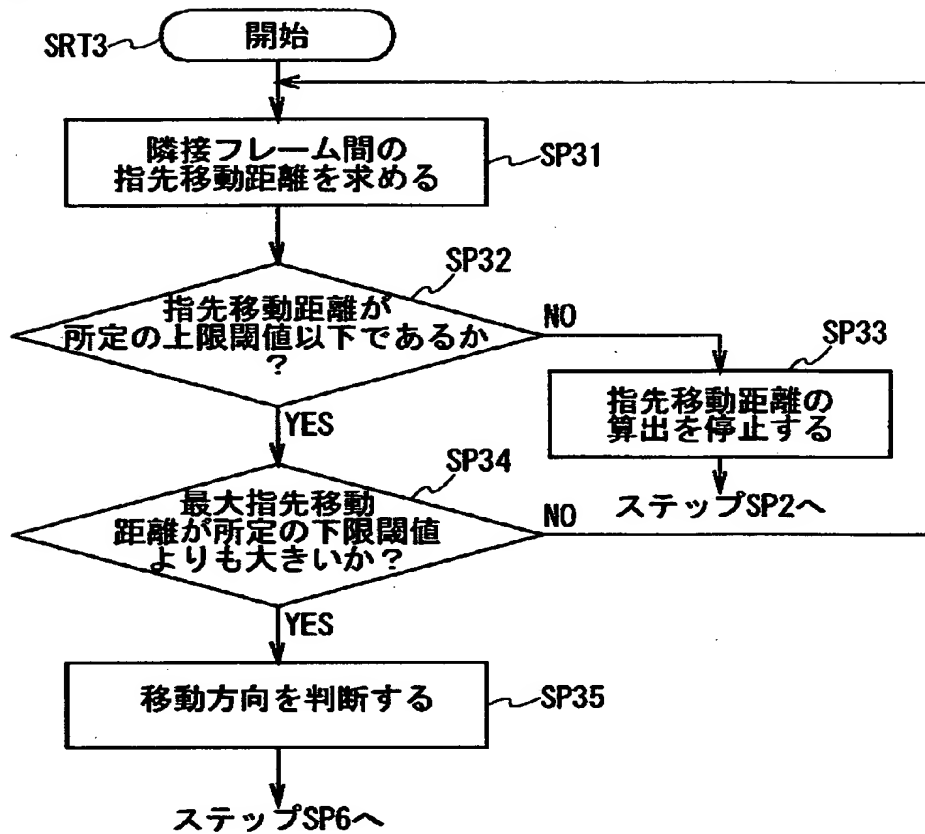 SRT3
開始
隣接フレーム間の
指先移動距離を求める
SP31
SP32
指先移動距離が
所定の上限閾値以下であるか
?
NO
SP33
指先移動距離の
算出を停止する
ステップSP2へ
YES
SP34
最大指先移動
距離が所定の下限閾値
よりも大きいか?
NO
YES
移動方向を判断する
SP35
ステップSP6へ